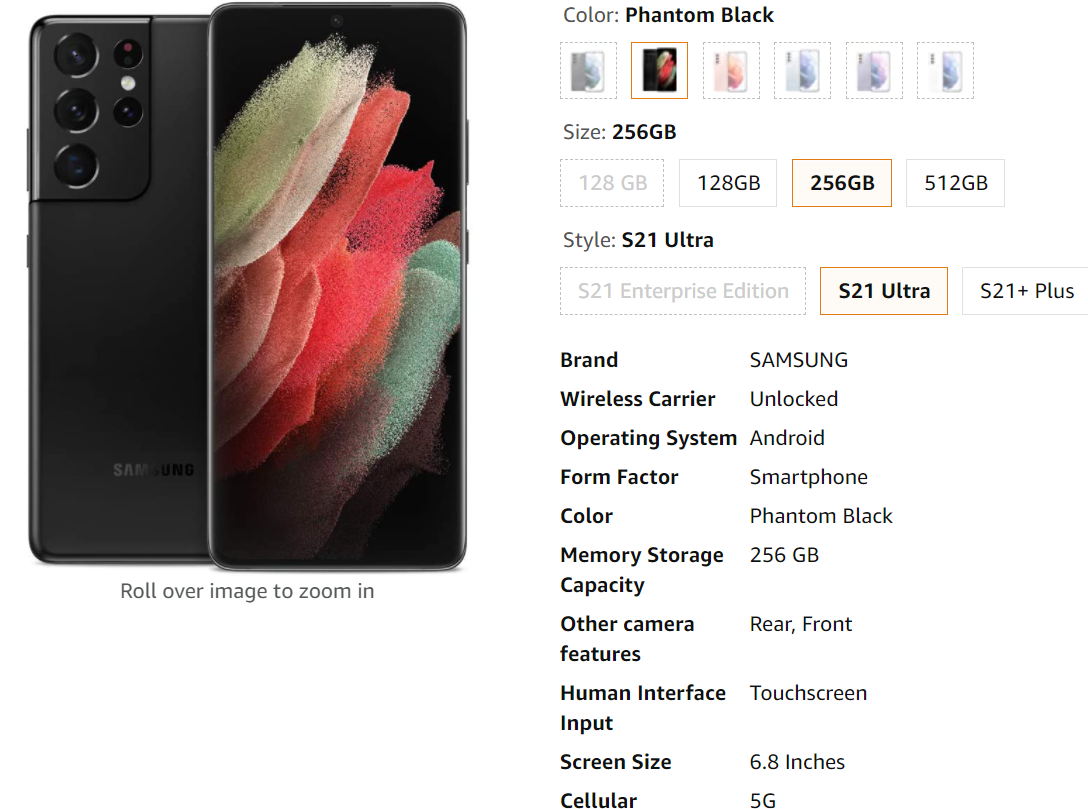 SAMSUNG
Roll over image to zoom in
Color: Phantom Black
Size: 256GB
128 GB 128GB 256GB 512GB
Style: S21 Ultra
S21 Enterprise Edition S21 Ultra S21+ Plus
Brand SAMSUNG
Wireless Carrier Unlocked
Operating System Android
Form Factor Smartphone
Color Phantom Black
Memory Storage 256 GB
Capacity
Other camera Rear, Front
features
Human Interface Touchscreen
Input
Screen Size 6.8 Inches
Cellular 5G